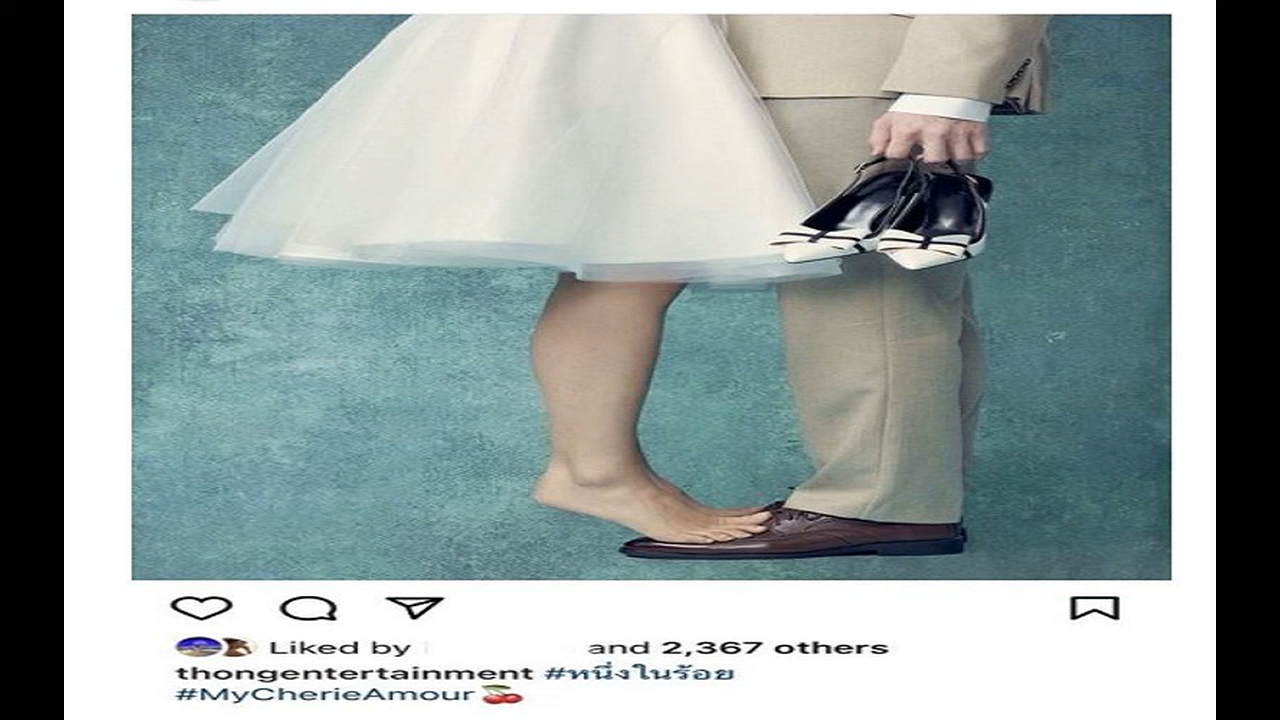 Liked by and 2,367 others
thongentertainment #หนึ่งในร้อย
#MyCherieAmour🍒